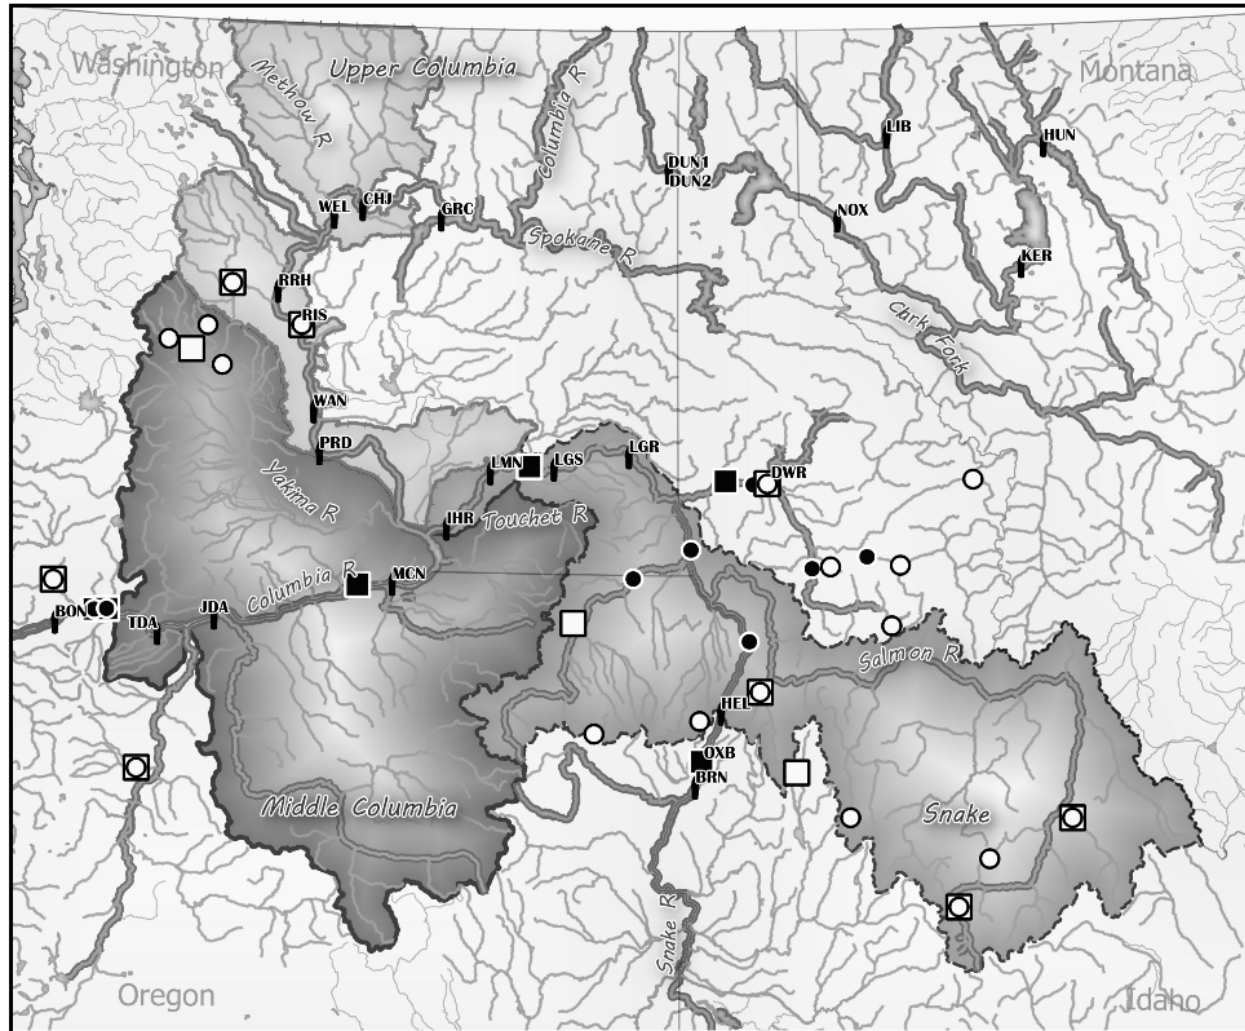 Washington
Methow R
Upper Columbia
Columbia R
Montana
LIB
HUN
DUN1
DUN2
WEL
CHJ
GRC
NOX
Spokane R
KER
RRH
RIS
Clark
Fork
WAN
PRD
LMN
LGS
LGR
DWR
Yakima R
IHR
Touchet R
Columbia R
MCN
BON
TDA
JDA
Salmon R
HEL
OXB
BRN
Middle Columbia
Snake
Snake R
Oregon
Idaho